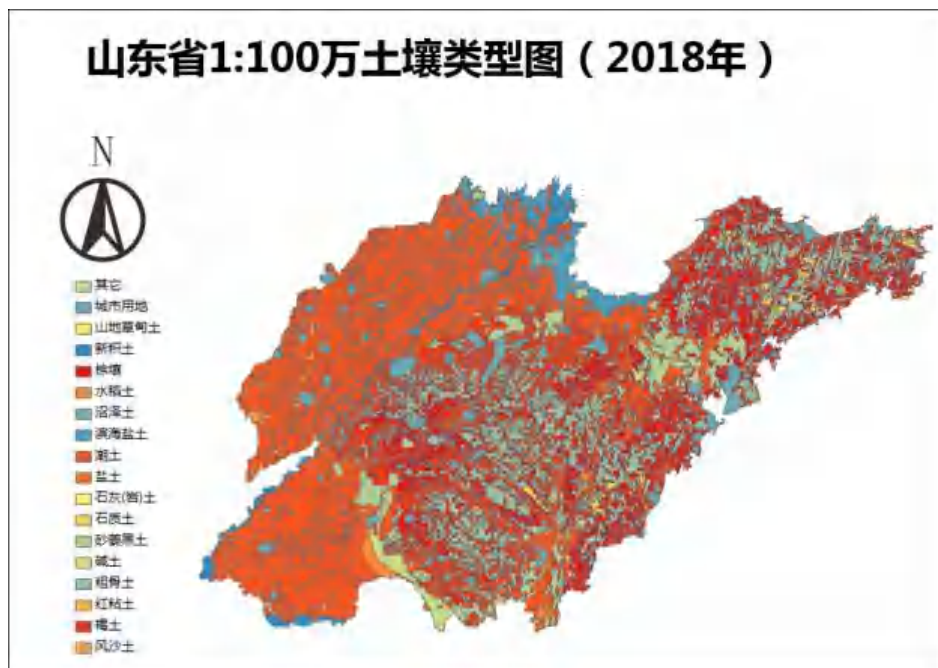 山东省1:100万土壤类型图（2018年）
N
其它
城市用地
山地草甸土
新积土
棕壤
水稻土
沼泽土
滨海盐土
潮土
盐土
石灰(岩)土
石质土
砂姜黑土
碱土
粗骨土
红粘土
褐土
风沙土